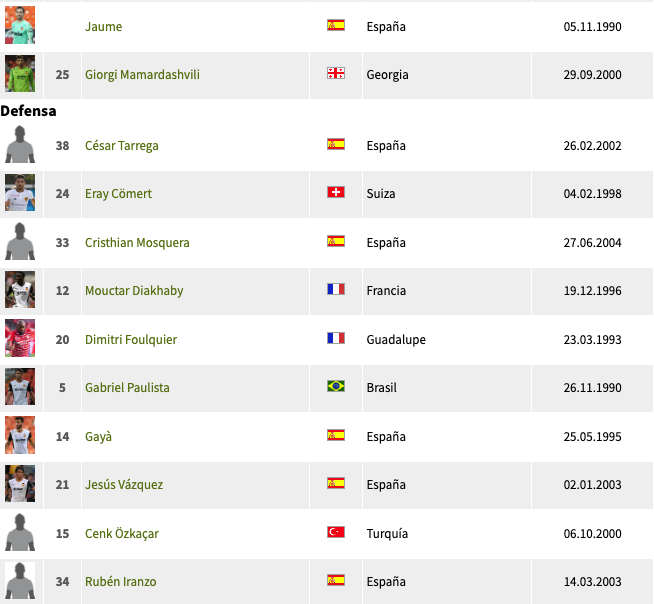 Jaume España 05.11.1990
25 Giorgi Mamardashvili Georgia 29.09.2000
Defensa
38 César Tarrega España 26.02.2002
24 Eray Cömert Suiza 04.02.1998
33 Cristhian Mosquera España 27.06.2004
12 Mouctar Diakhaby Francia 19.12.1996
20 Dimitri Foulquier Guadalupe 23.03.1993
5 Gabriel Paulista Brasil 26.11.1990
14 Gayà España 25.05.1995
21 Jesús Vázquez España 02.01.2003
15 Cenk Özkaçar Turquía 06.10.2000
34 Rubén Iranzo España 14.03.2003